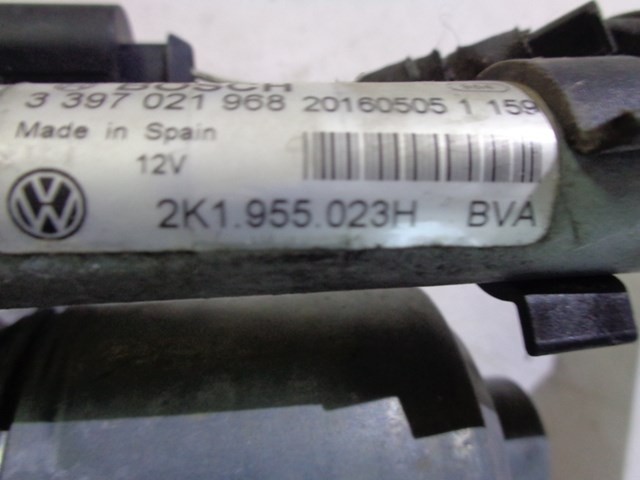 BOSCH
3 397 021 968 20160505 1 159
Made in Spain
12V
2K1.955.023H BVA